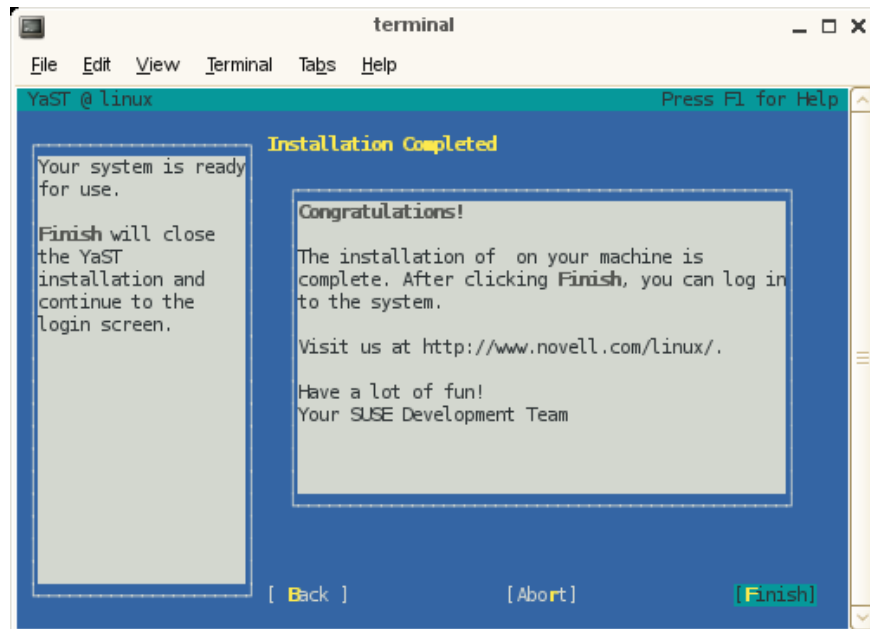 terminal
File Edit View Terminal Tabs Help
YaST @ linux Press F1 for Help
Installation Completed
Your system is ready
for use.
Finish will close
the YaST
installation and
continue to the
login screen.
Congratulations!
The installation of  on your machine is
complete. After clicking Finish, you can log in
to the system.
Visit us at http://www.novell.com/linux/.
Have a lot of fun!
Your SUSE Development Team
[ Back ] [Abort] [Finish]